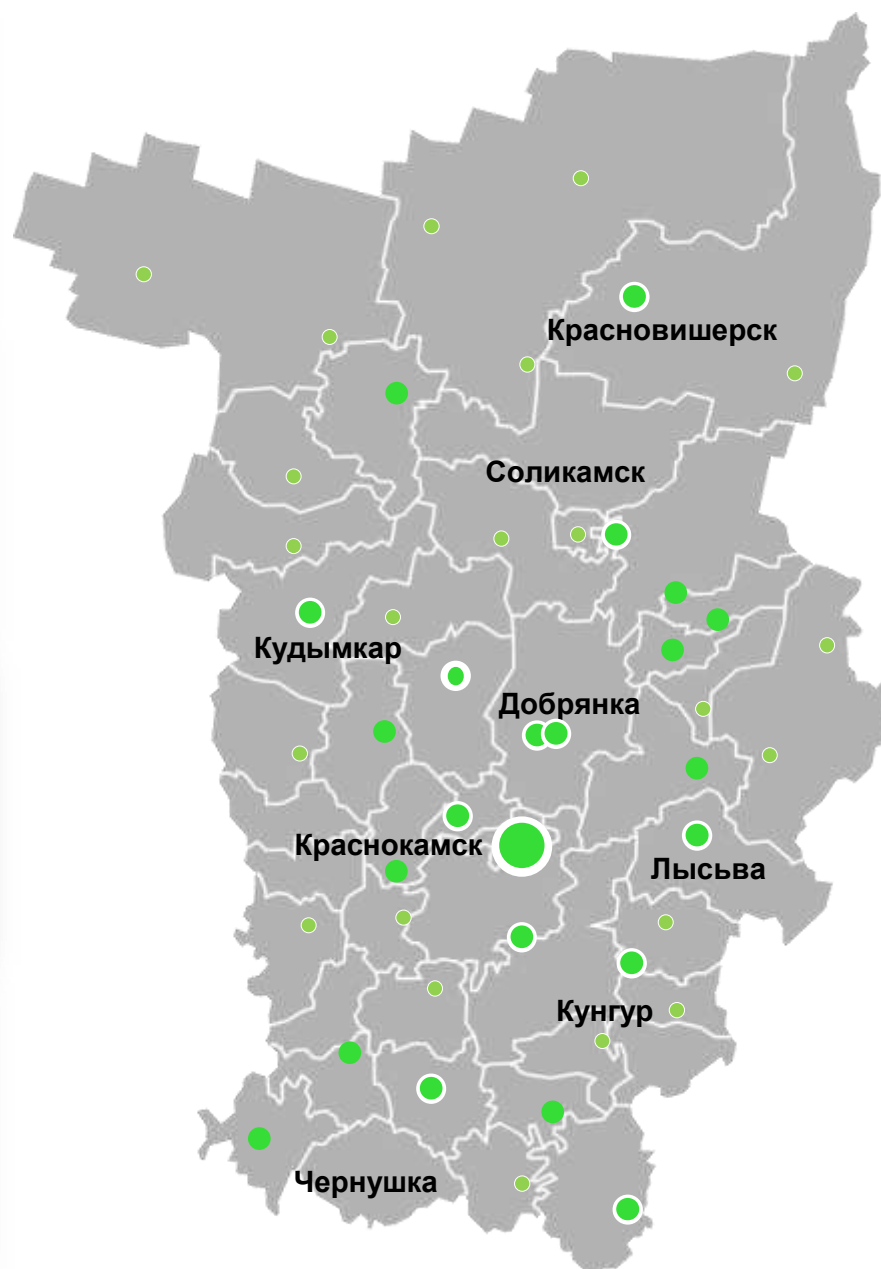 Красновишерск
Соликамск
Кудымкар
Добрянка
Краснокамск
Лысьва
Кунгур
Чернушка